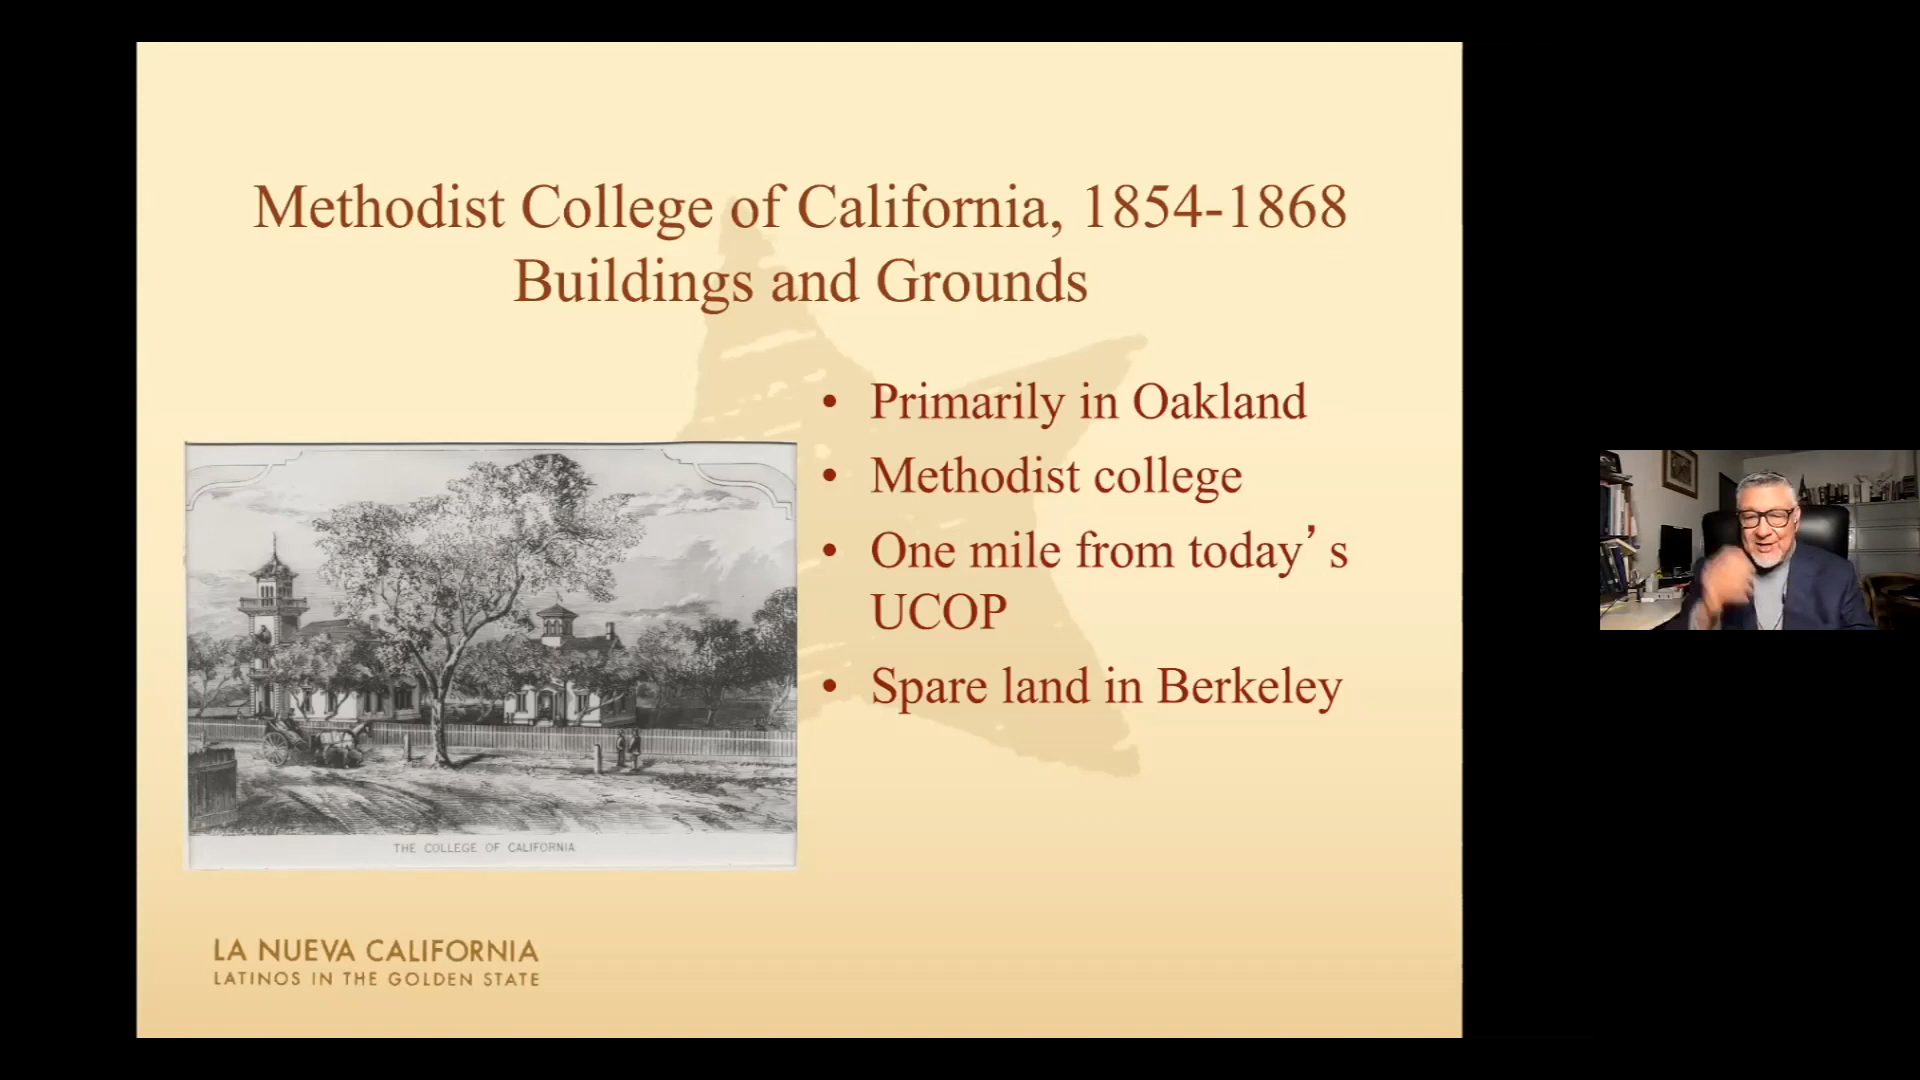 Methodist College of California, 1854-1868
Buildings and Grounds
• Primarily in Oakland
• Methodist college
• One mile from today’s
UCOP
• Spare land in Berkeley
THE COLLEGE OF CALIFORNIA
LA NUEVA CALIFORNIA
LATINOS IN THE GOLDEN STATE